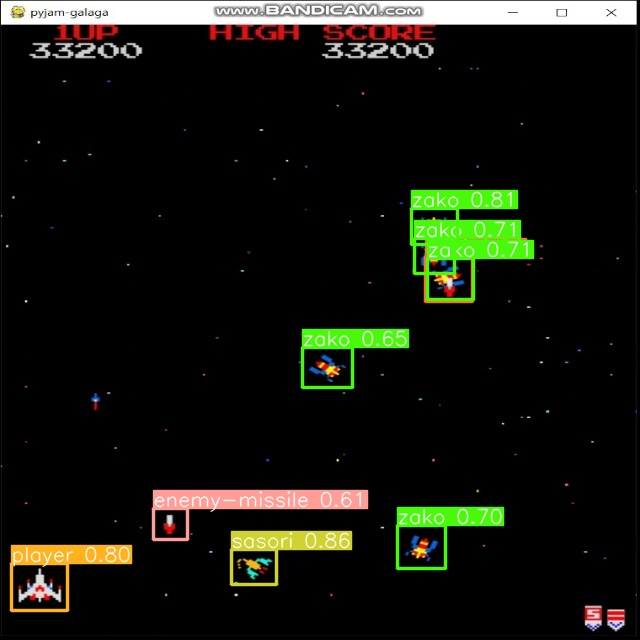 pyjam-galaga
www.BANDICAM.com
1UP HIGH SCORE
33200 33200
zako 0.81
zako 0.71
zako 0.71
zako 0.65
enemy-missile 0.61
zako 0.70
sasori 0.86
player 0.80
5